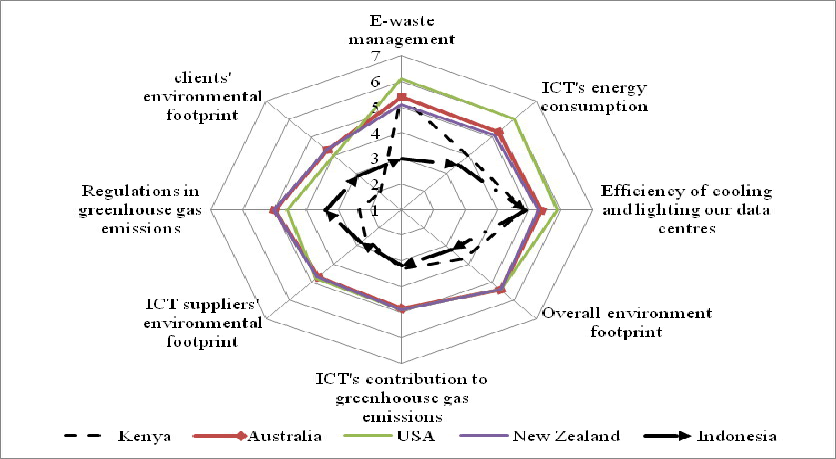 E-waste
management
7
6
5
4
3
2
1
ICT's energy
consumption
Efficiency of cooling
and lighting our data
centres
Overall environment
footprint
ICT's contribution to
greenhoouse gas
emissions
ICT suppliers'
environmental
footprint
Regulations in
greenhouse gas
emissions
clients'
environmental
footprint
Kenya Australia USA New Zealand Indonesia